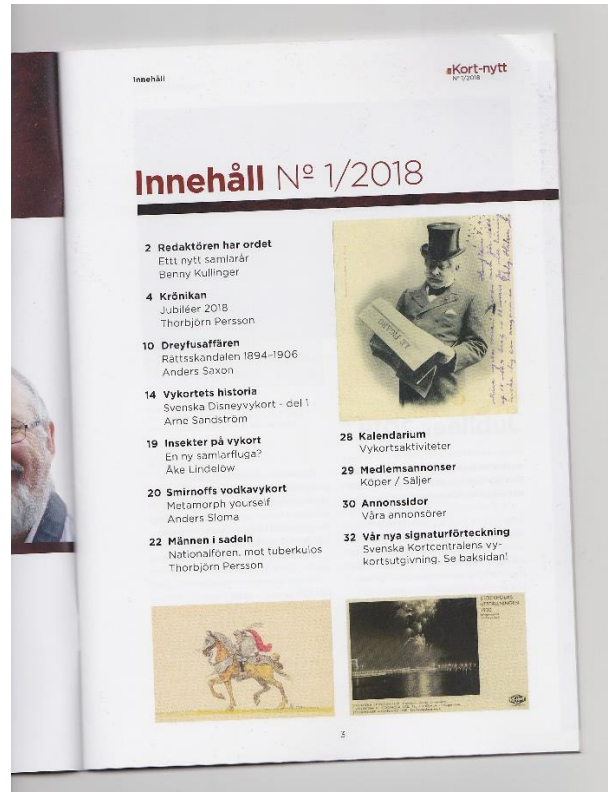 Innehåll
Kort-nytt
Nº 1/2018
Innehåll Nº 1/2018
2 Redaktören har ordet
Ettt nytt samlarår
Benny Kullinger
4 Krönikan
Jubiléer 2018
Thorbjörn Persson
10 Dreyfusaffären
Rättsskandalen 1894-1906
Anders Saxon
14 Vykortets historia
Svenska Disneyvykort - del 1
Arne Sandström
19 Insekter på vykort
En ny samlarfluga?
Åke Lindelöw
20 Smirnoffs vodkavykort
Metamorph yourself
Anders Sloma
22 Männen i sadeln
Nationalfören. mot tuberkulos
Thorbjörn Persson
LE FIGARO
28 Kalendarium
Vykortsaktiviteter
29 Medlemsannonser
Köper / Säljer
30 Annonssidor
Våra annonsörer
32 Vår nya signaturförteckning
Svenska Kortcentralens vy-
kortsutgivning. Se baksidan!
STOCKHOLMS
UTSTÄLLNINGEN
1930
3